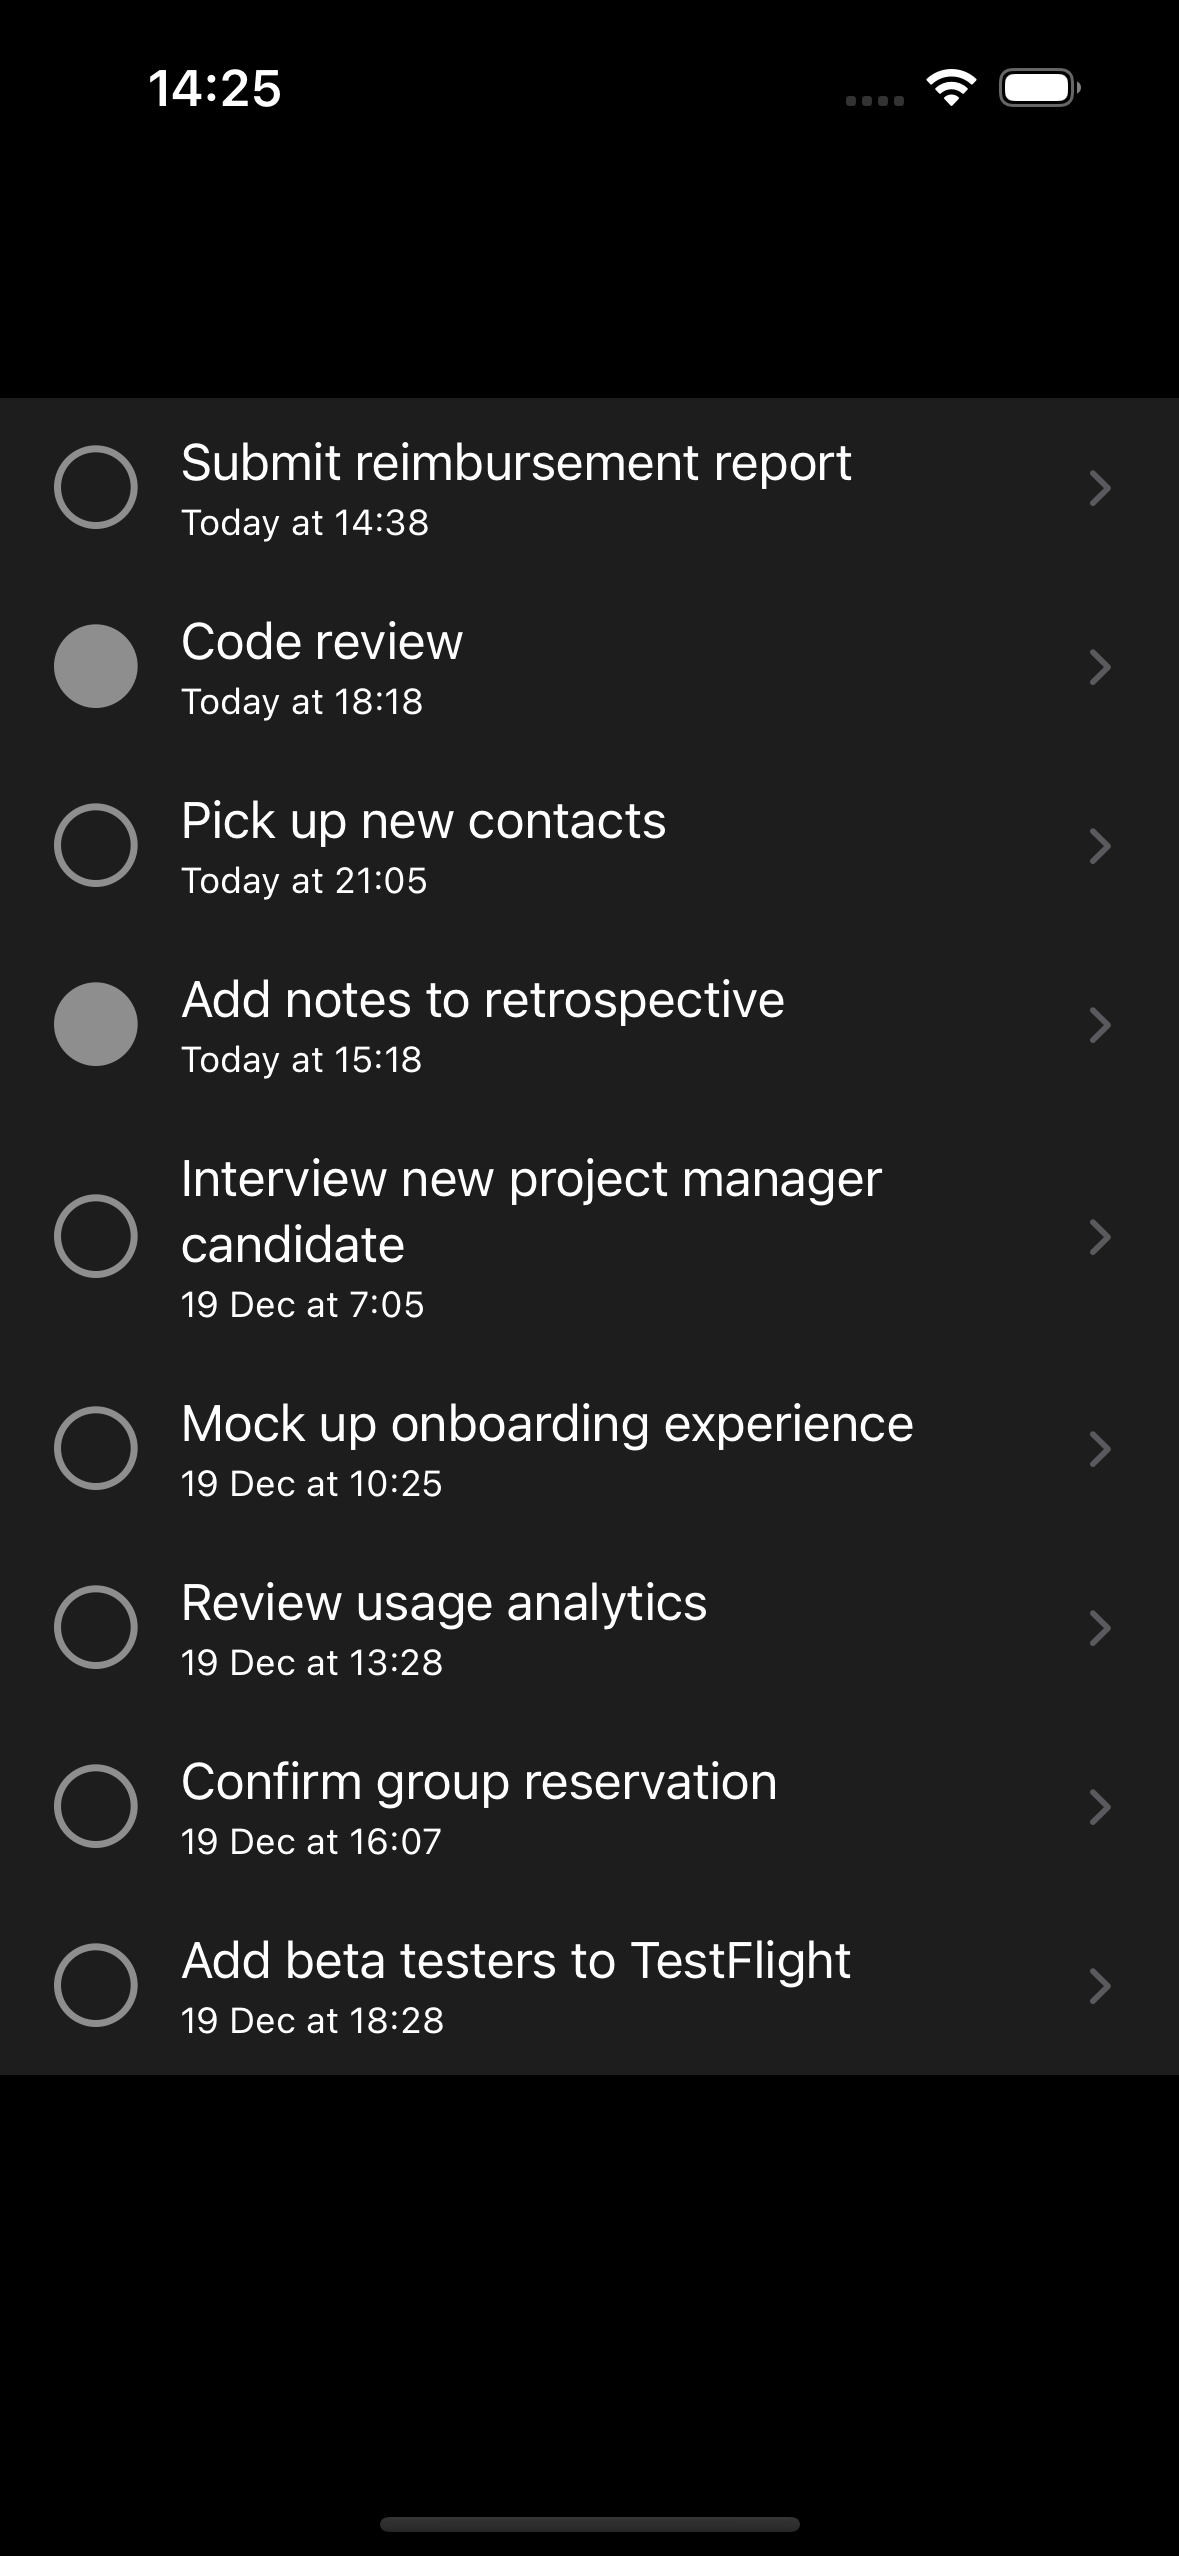 14:25
Submit reimbursement report
Today at 14:38
Code review
Today at 18:18
Pick up new contacts
Today at 21:05
Add notes to retrospective
Today at 15:18
Interview new project manager
candidate
19 Dec at 7:05
Mock up onboarding experience
19 Dec at 10:25
Review usage analytics
19 Dec at 13:28
Confirm group reservation
19 Dec at 16:07
Add beta testers to TestFlight
19 Dec at 18:28